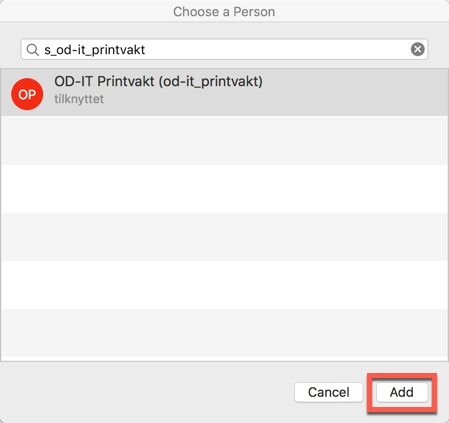 Choose a Person
s_od-it_printvakt
OP
OD-IT Printvakt (od-it_printvakt)
tilknyttet
Cancel
Add